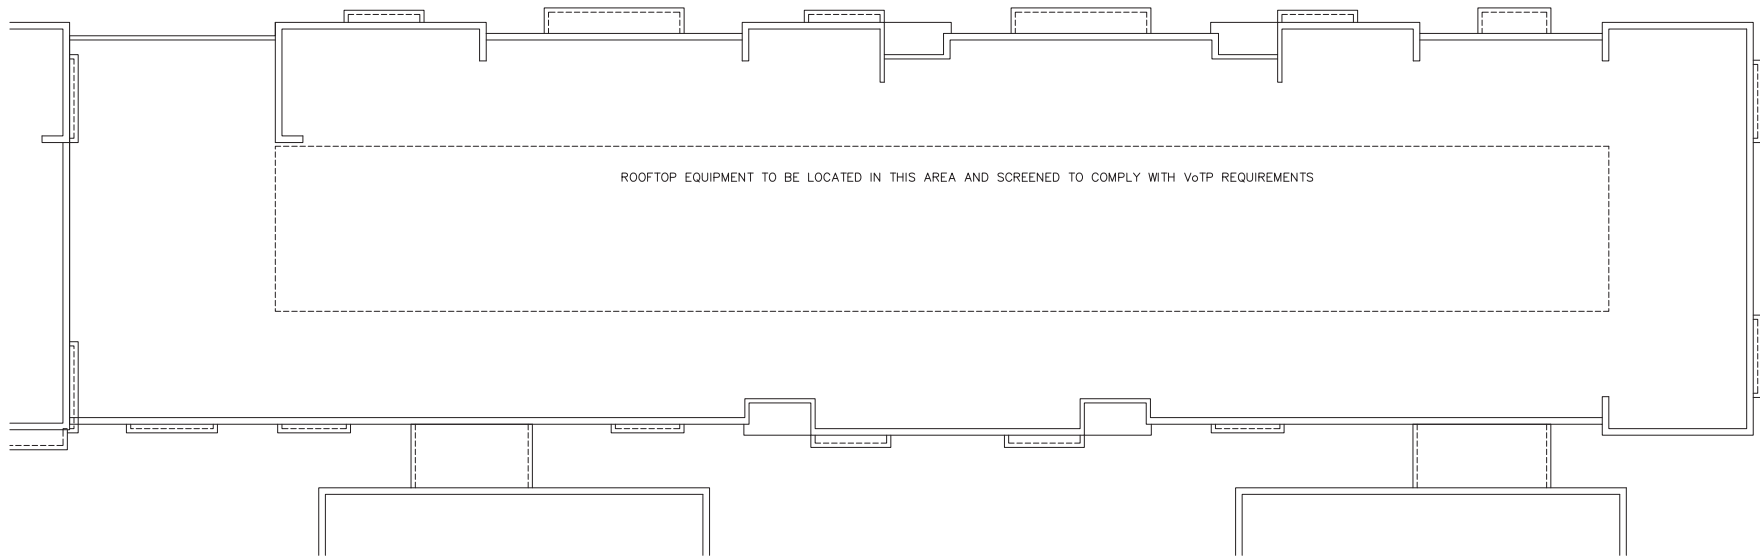 ROOFTOP EQUIPMENT TO BE LOCATED IN THIS AREA AND SCREENED TO COMPLY WITH VoTP REQUIREMENTS